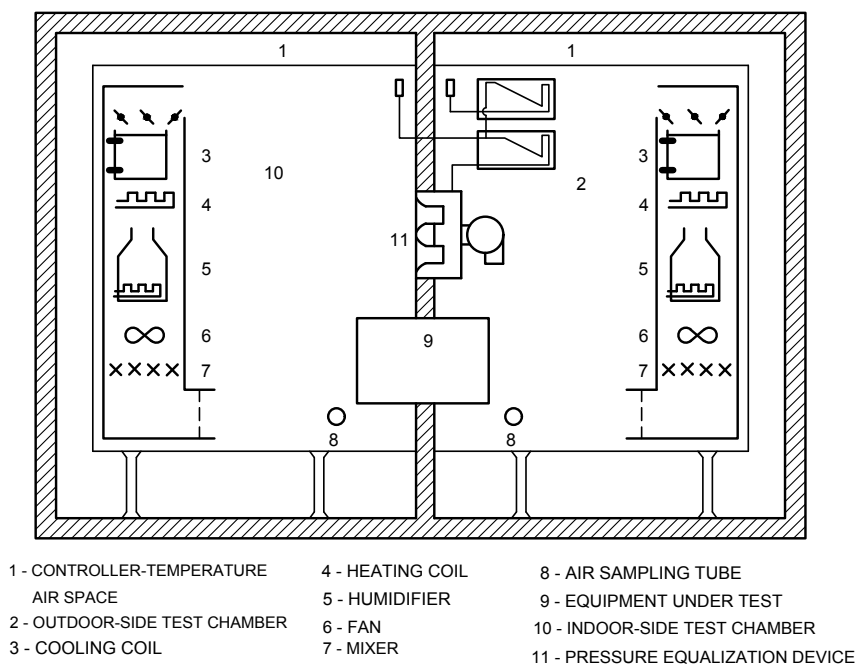 1 1
3 3
10 2
4 4
11
5 5
6 9 6
7 7
8 8
1 - CONTROLLER-TEMPERATURE
AIR SPACE
2 - OUTDOOR-SIDE TEST CHAMBER
3 - COOLING COIL
4 - HEATING COIL
5 - HUMIDIFIER
6 - FAN
7 - MIXER
8 - AIR SAMPLING TUBE
9 - EQUIPMENT UNDER TEST
10 - INDOOR-SIDE TEST CHAMBER
11 - PRESSURE EQUALIZATION DEVICE